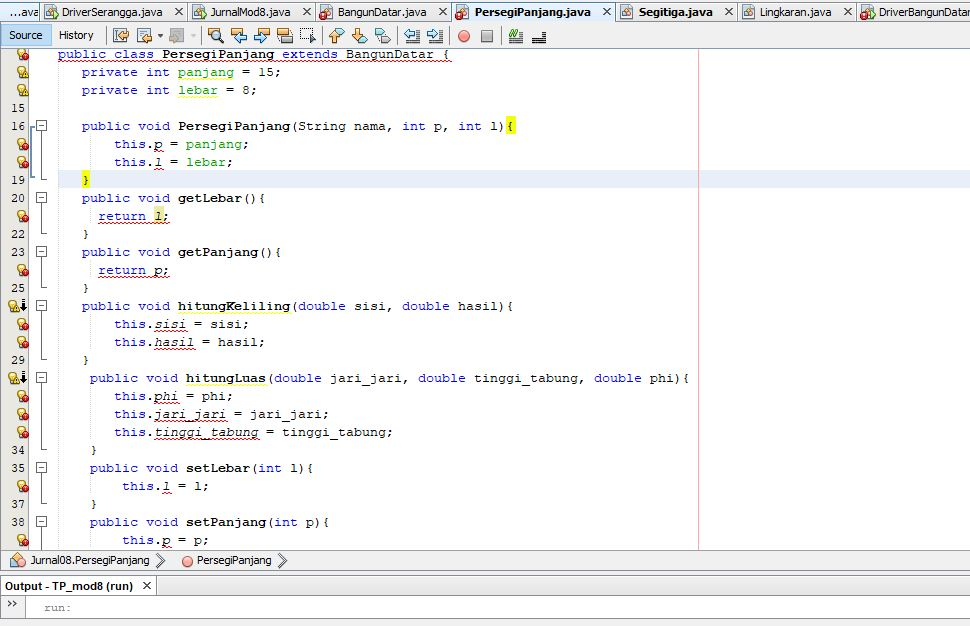 ...ava DriverSerangga.java JurnalMod8.java BangunDatar.java PersegiPanjang.java Segitiga.java Lingkaran.java DriverBangunDatar
Source History
public class PersegiPanjang extends BangunDatar {
private int panjang = 15;
private int lebar = 8;
15
16 public void PersegiPanjang(String nama, int p, int l){
this.p = panjang;
this.l = lebar;
19 }
20 public void getLebar(){
return l;
22 }
23 public void getPanjang(){
return p;
25 }
public void hitungKeliling(double sisi, double hasil){
this.sisi = sisi;
this.hasil = hasil;
29 }
public void hitungLuas(double jari_jari, double tinggi_tabung, double phi){
this.phi = phi;
this.jari_jari = jari_jari;
this.tinggi_tabung = tinggi_tabung;
34 }
35 public void setLebar(int l){
this.l = l;
37 }
38 public void setPanjang(int p){
this.p = p;
Jurnal08.PersegiPanjang PersegiPanjang
Output - TP_mod8 (run)
run: